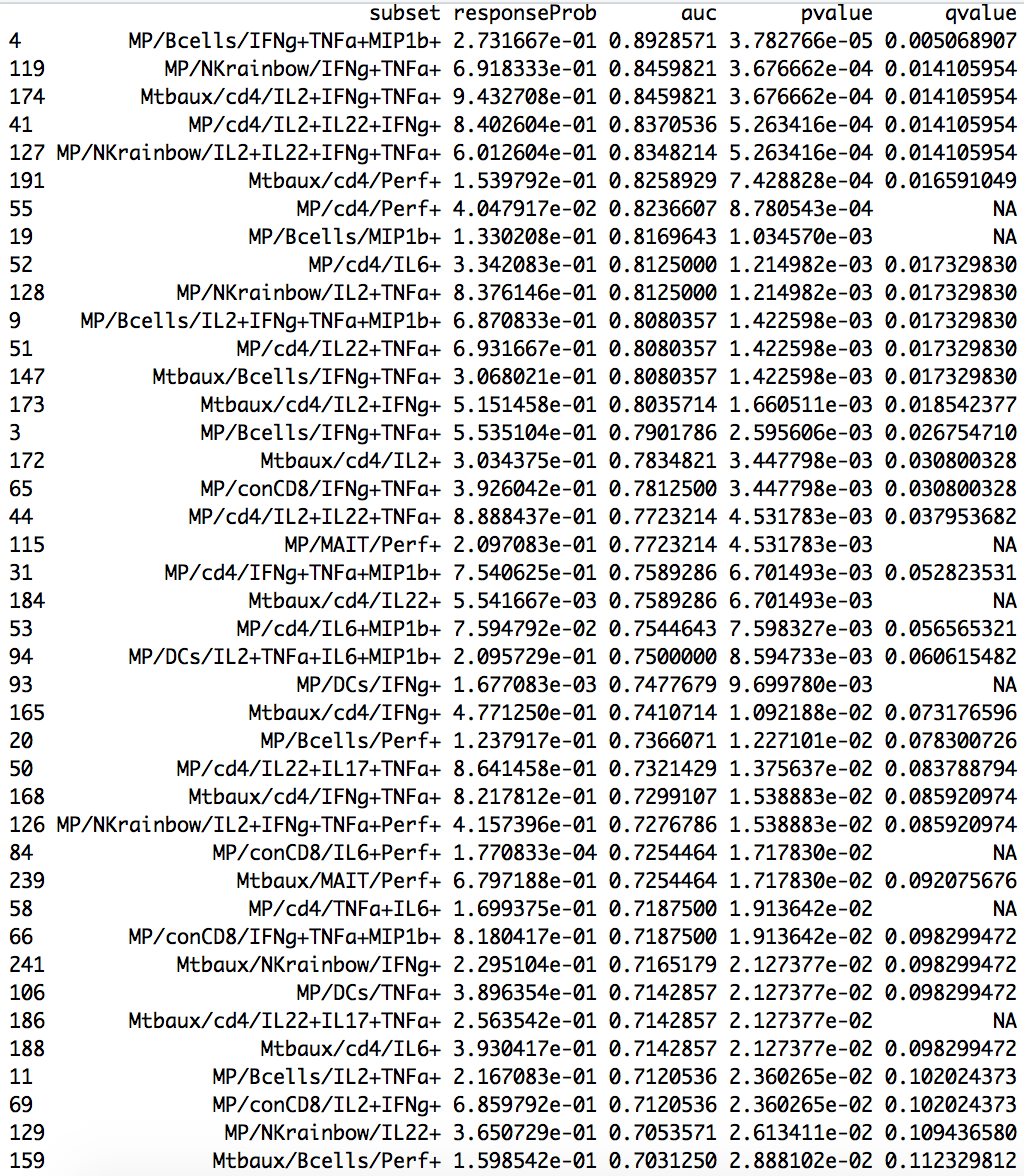 subset responseProb auc pvalue qvalue
4 MP/Bcells/IFNg+TNFa+MIP1b+ 2.731667e-01 0.8928571 3.782766e-05 0.005068907
119 MP/NKrainbow/IFNg+TNFa+ 6.918333e-01 0.8459821 3.676662e-04 0.014105954
174 Mtbaux/cd4/IL2+IFNg+TNFa+ 9.432708e-01 0.8459821 3.676662e-04 0.014105954
41 MP/cd4/IL2+IL22+IFNg+ 8.402604e-01 0.8370536 5.263416e-04 0.014105954
127 MP/NKrainbow/IL2+IL22+IFNg+TNFa+ 6.012604e-01 0.8348214 5.263416e-04 0.014105954
191 Mtbaux/cd4/Perf+ 1.539792e-01 0.8258929 7.428828e-04 0.016591049
55 MP/cd4/Perf+ 4.047917e-02 0.8236607 8.780543e-04 NA
19 MP/Bcells/MIP1b+ 1.330208e-01 0.8169643 1.034570e-03 NA
52 MP/cd4/IL6+ 3.342083e-01 0.8125000 1.214982e-03 0.017329830
128 MP/NKrainbow/IL2+TNFa+ 8.376146e-01 0.8125000 1.214982e-03 0.017329830
9 MP/Bcells/IL2+IFNg+TNFa+MIP1b+ 6.870833e-01 0.8080357 1.422598e-03 0.017329830
51 MP/cd4/IL22+TNFa+ 6.931667e-01 0.8080357 1.422598e-03 0.017329830
147 Mtbaux/Bcells/IFNg+TNFa+ 3.068021e-01 0.8080357 1.422598e-03 0.017329830
173 Mtbaux/cd4/IL2+IFNg+ 5.151458e-01 0.8035714 1.660511e-03 0.018542377
3 MP/Bcells/IFNg+TNFa+ 5.535104e-01 0.7901786 2.595606e-03 0.026754710
172 Mtbaux/cd4/IL2+ 3.034375e-01 0.7834821 3.447798e-03 0.030800328
65 MP/conCD8/IFNg+TNFa+ 3.926042e-01 0.7812500 3.447798e-03 0.030800328
44 MP/cd4/IL2+IL22+TNFa+ 8.888437e-01 0.7723214 4.531783e-03 0.037953682
115 MP/MAIT/Perf+ 2.097083e-01 0.7723214 4.531783e-03 NA
31 MP/cd4/IFNg+TNFa+MIP1b+ 7.540625e-01 0.7589286 6.701493e-03 0.052823531
184 Mtbaux/cd4/IL22+ 5.541667e-03 0.7589286 6.701493e-03 NA
53 MP/cd4/IL6+MIP1b+ 7.594792e-02 0.7544643 7.598327e-03 0.056565321
94 MP/DCs/IL2+TNFa+IL6+MIP1b+ 2.095729e-01 0.7500000 8.594733e-03 0.060615482
93 MP/DCs/IFNg+ 1.677083e-03 0.7477679 9.699780e-03 NA
165 Mtbaux/cd4/IFNg+ 4.771250e-01 0.7410714 1.092188e-02 0.073176596
20 MP/Bcells/Perf+ 1.237917e-01 0.7366071 1.227101e-02 0.078300726
50 MP/cd4/IL22+IL17+TNFa+ 8.641458e-01 0.7321429 1.375637e-02 0.083788794
168 Mtbaux/cd4/IFNg+TNFa+ 8.217812e-01 0.7299107 1.538883e-02 0.085920974
126 MP/NKrainbow/IL2+IFNg+TNFa+Perf+ 4.157396e-01 0.7276786 1.538883e-02 0.085920974
84 MP/conCD8/IL6+Perf+ 1.770833e-04 0.7254464 1.717830e-02 NA
239 Mtbaux/MAIT/Perf+ 6.797188e-01 0.7254464 1.717830e-02 0.092075676
58 MP/cd4/TNFa+IL6+ 1.699375e-01 0.7187500 1.913642e-02 NA
66 MP/conCD8/IFNg+TNFa+MIP1b+ 8.180417e-01 0.7187500 1.913642e-02 0.098299472
241 Mtbaux/NKrainbow/IFNg+ 2.295104e-01 0.7165179 2.127377e-02 0.098299472
106 MP/DCs/TNFa+ 3.896354e-01 0.7142857 2.127377e-02 0.098299472
186 Mtbaux/cd4/IL22+IL17+TNFa+ 2.563542e-01 0.7142857 2.127377e-02 NA
188 Mtbaux/cd4/IL6+ 3.930417e-01 0.7142857 2.127377e-02 0.098299472
11 MP/Bcells/IL2+TNFa+ 2.167083e-01 0.7120536 2.360265e-02 0.102024373
69 MP/conCD8/IL2+IFNg+ 6.859792e-01 0.7120536 2.360265e-02 0.102024373
129 MP/NKrainbow/IL22+ 3.650729e-01 0.7053571 2.613411e-02 0.109436580
159 Mtbaux/Bcells/Perf+ 1.598542e-01 0.7031250 2.888102e-02 0.112329812